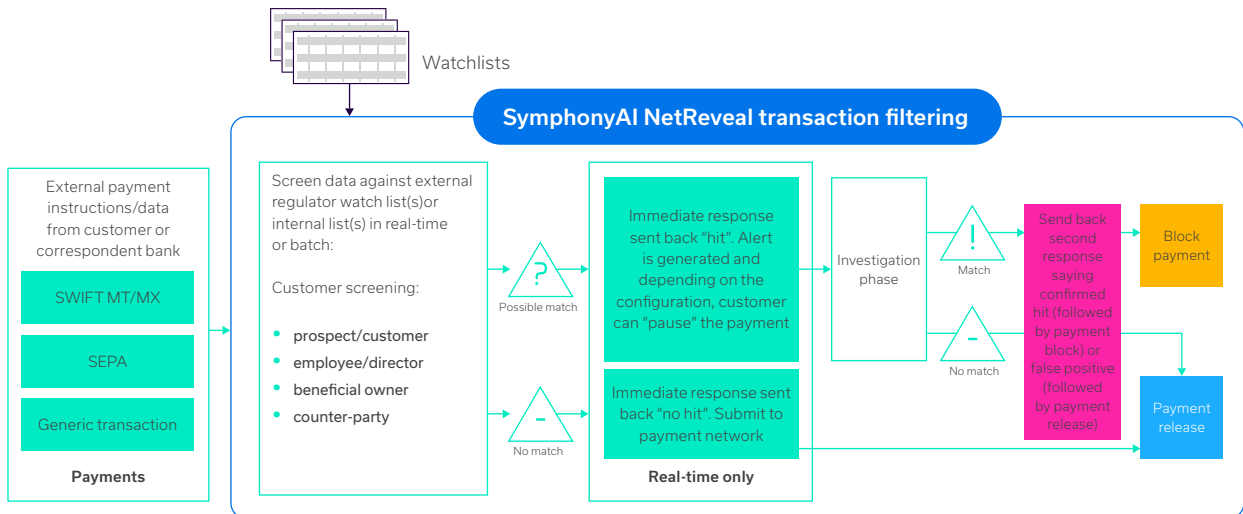 Watchlists
SymphonyAI NetReveal transaction filtering
External payment
instructions/data
from customer or
correspondent bank
SWIFT MT/MX
SEPA
Generic transaction
Payments
Screen data against external
regulator watch list(s)or
internal list(s) in real-time
or batch:
Customer screening:
• prospect/customer
• employee/director
• beneficial owner
• counter-party
?
Possible match
-
No match
Immediate response
sent back “hit”. Alert
is generated and
depending on the
configuration, customer
can “pause” the payment
Immediate response sent
back “no hit”. Submit to
payment network
Real-time only
Investigation
phase
!
Match
-
No match
Send back
second
response
saying
confirmed
hit (followed
by payment
block) or
false positive
(followed
by payment
release)
Block
payment
Payment
release